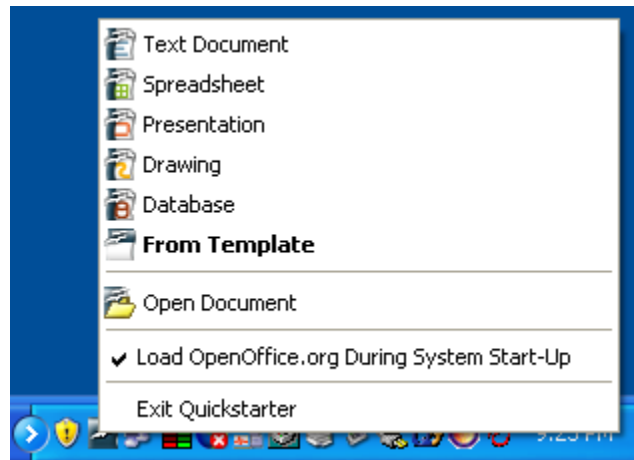 Text Document
Spreadsheet
Presentation
Drawing
Database
From Template
Open Document
Load OpenOffice.org During System Start-Up
Exit Quickstarter